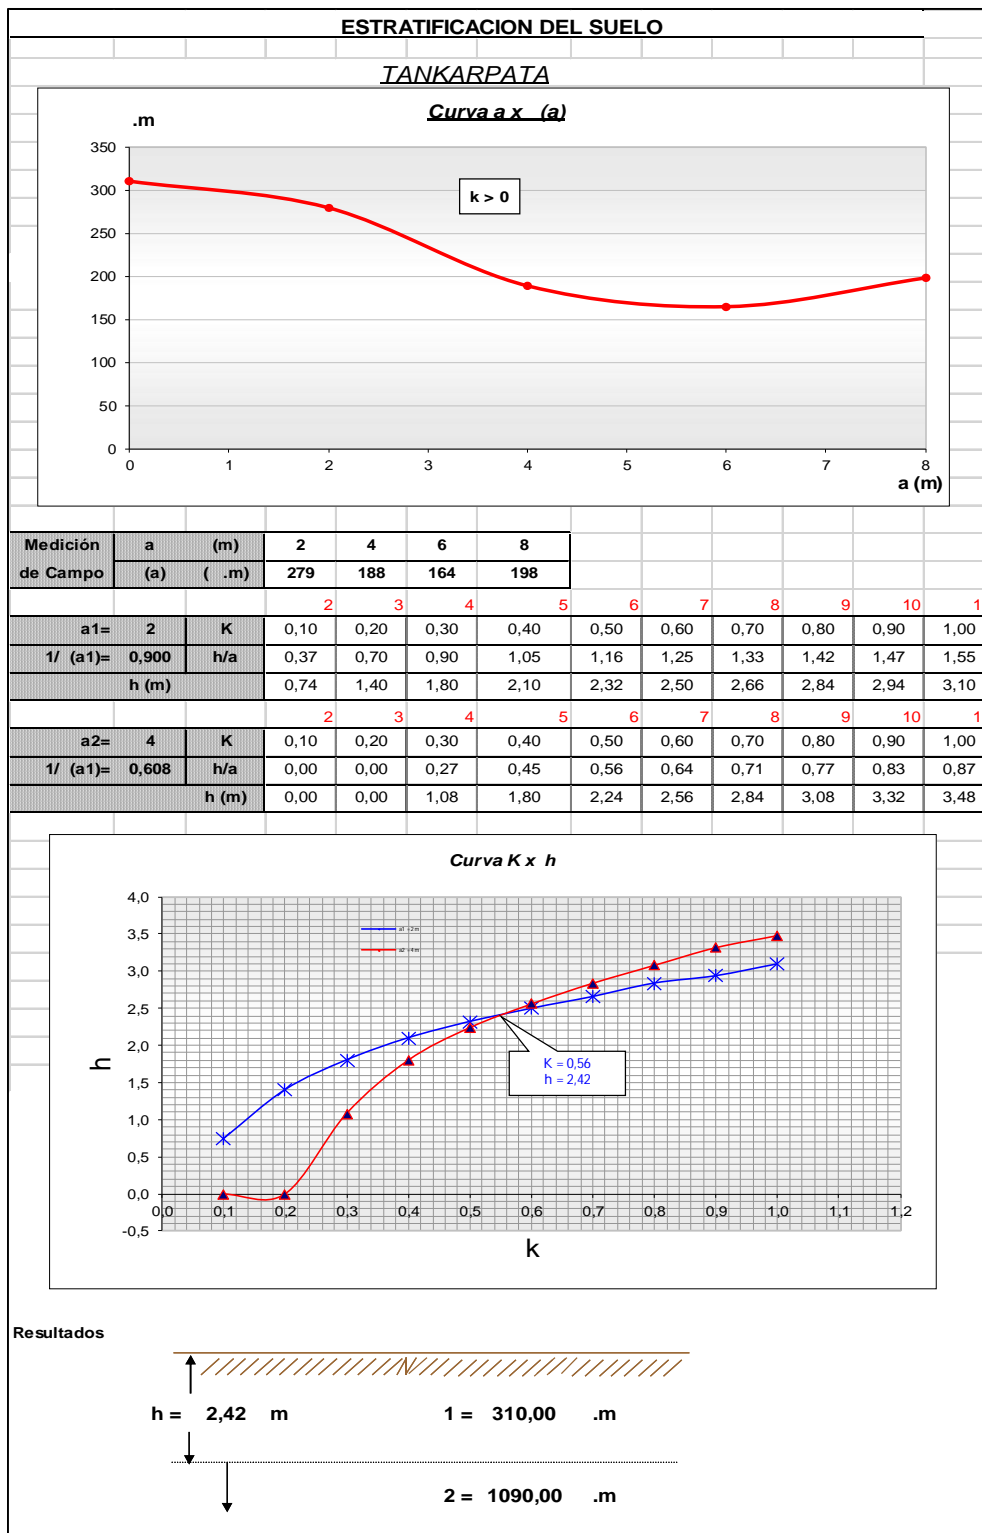 ESTRATIFICACION DEL SUELO
TANKARPATA
Curva a x (a)
.m
350
300
250
200
150
100
50
0
k > 0
0 1 2 3 4 5 6 7 8
a (m)
Medición a (m) 2 4 6 8
de Campo (a) ( .m) 279 188 164 198
2 3 4 5 6 7 8 9 10 1
a1= 2 K 0,10 0,20 0,30 0,40 0,50 0,60 0,70 0,80 0,90 1,00
1/ (a1)= 0,900 h/a 0,37 0,70 0,90 1,05 1,16 1,25 1,33 1,42 1,47 1,55
h (m) 0,74 1,40 1,80 2,10 2,32 2,50 2,66 2,84 2,94 3,10
2 3 4 5 6 7 8 9 10 1
a2= 4 K 0,10 0,20 0,30 0,40 0,50 0,60 0,70 0,80 0,90 1,00
1/ (a1)= 0,608 h/a 0,00 0,00 0,27 0,45 0,56 0,64 0,71 0,77 0,83 0,87
h (m) 0,00 0,00 1,08 1,80 2,24 2,56 2,84 3,08 3,32 3,48
Curva K x h
4,0
3,5
3,0
2,5
2,0
1,5
1,0
0,5
0,0
-0,5
h
a1 =2m
a2 =4m
K = 0,56
h = 2,42
0,0 0,1 0,2 0,3 0,4 0,5 0,6 0,7 0,8 0,9 1,0 1,1 1,2
k
Resultados
h = 2,42 m 1 = 310,00 .m
2 = 1090,00 .m